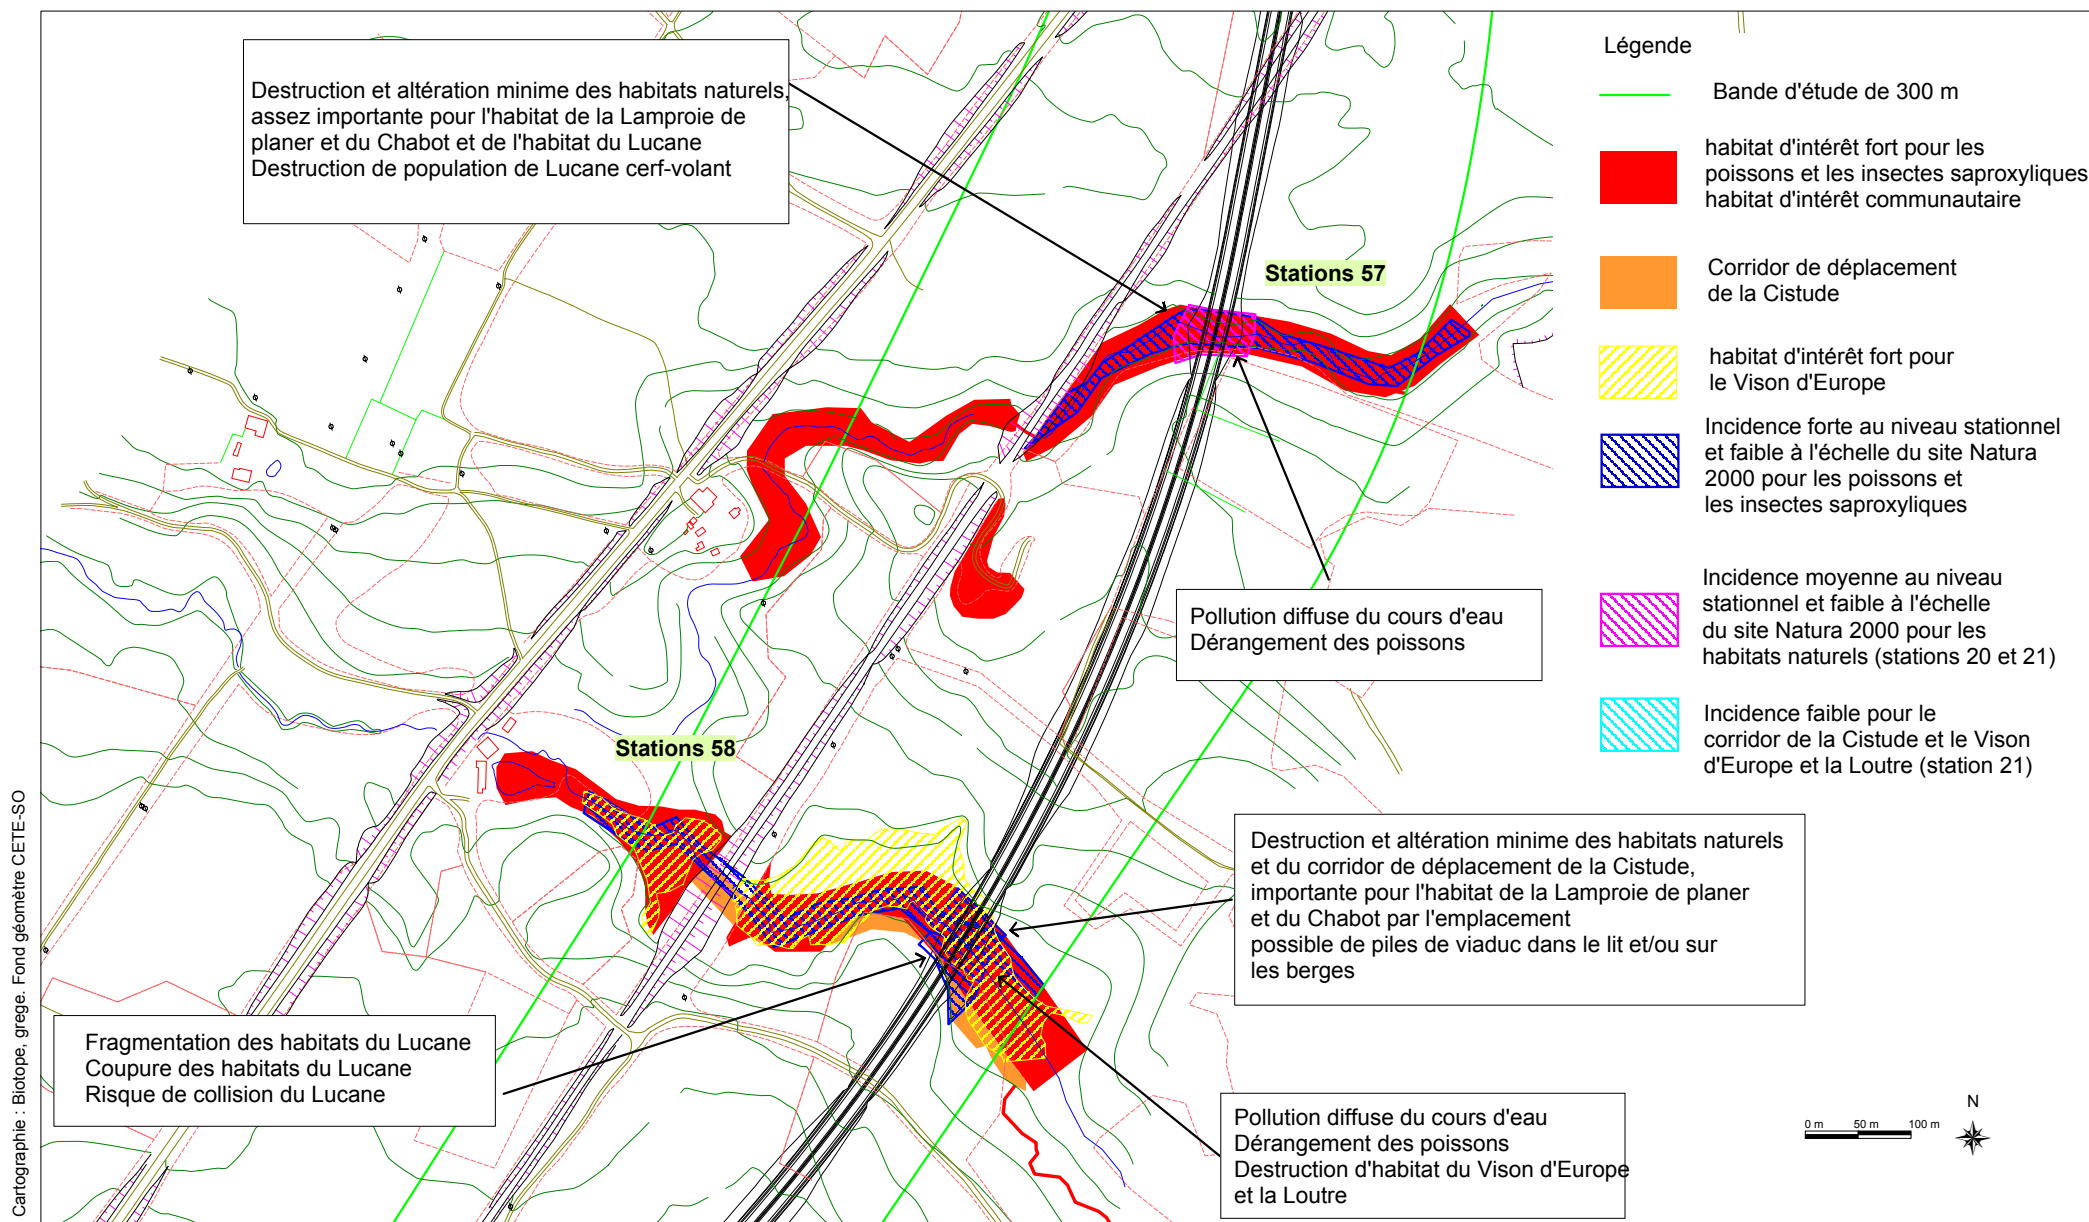 Destruction et altération minime des habitats naturels,
assez importante pour l'habitat de la Lamproie de
planer et du Chabot et de l'habitat du Lucane
Destruction de population de Lucane cerf-volant
Stations 57
Pollution diffuse du cours d'eau
Dérangement des poissons
Stations 58
Destruction et altération minime des habitats naturels
et du corridor de déplacement de la Cistude,
importante pour l'habitat de la Lamproie de planer
et du Chabot par l'emplacement
possible de piles de viaduc dans le lit et/ou sur
les berges
Fragmentation des habitats du Lucane
Coupure des habitats du Lucane
Risque de collision du Lucane
Pollution diffuse du cours d'eau
Dérangement des poissons
Destruction d'habitat du Vison d'Europe
et la Loutre
Légende
Bande d'étude de 300 m
habitat d'intérêt fort pour les
poissons et les insectes saproxyliques
habitat d'intérêt communautaire
Corridor de déplacement
de la Cistude
habitat d'intérêt fort pour
le Vison d'Europe
Incidence forte au niveau stationnel
et faible à l'échelle du site Natura
2000 pour les poissons et
les insectes saproxyliques
Incidence moyenne au niveau
stationnel et faible à l'échelle
du site Natura 2000 pour les
habitats naturels (stations 20 et 21)
Incidence faible pour le
corridor de la Cistude et le Vison
d'Europe et la Loutre (station 21)
0 m 50 m 100 m
N
Cartographie : Biotope, grege. Fond géomètre CETE-SO